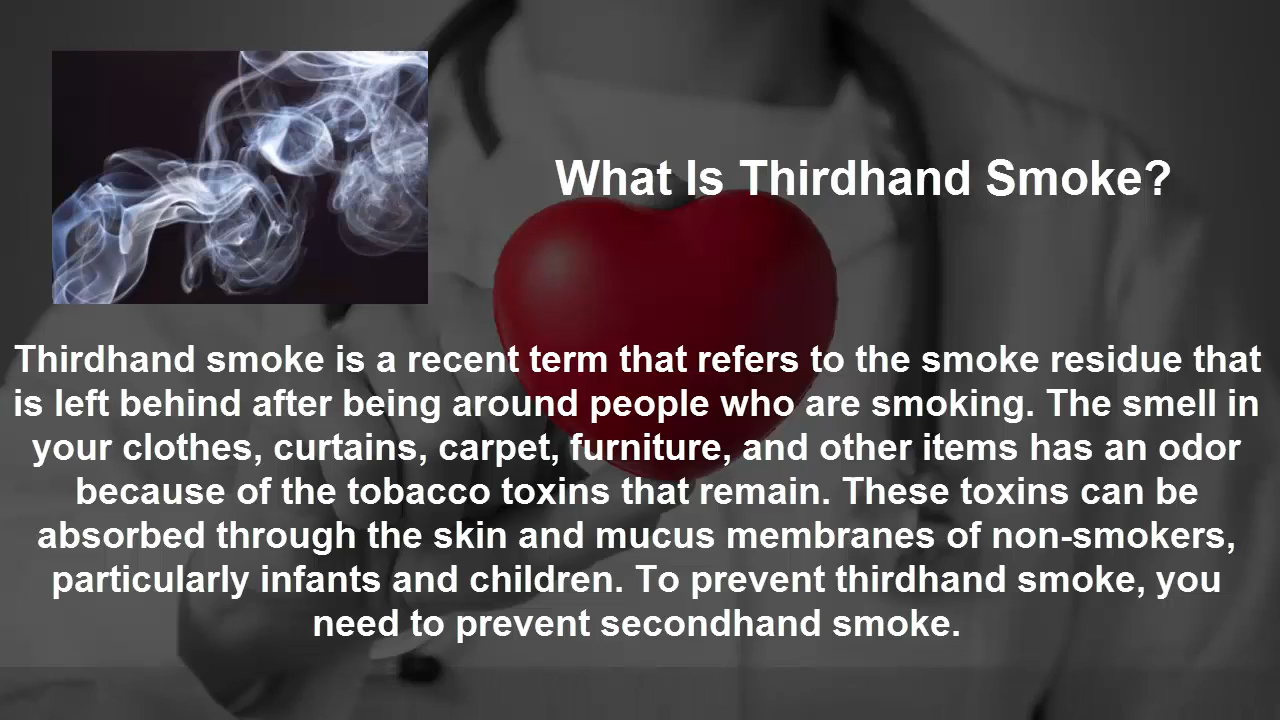 What Is Thirdhand Smoke?
Thirdhand smoke is a recent term that refers to the smoke residue that
is left behind after being around people who are smoking. The smell in
your clothes, curtains, carpet, furniture, and other items has an odor
because of the tobacco toxins that remain. These toxins can be
absorbed through the skin and mucus membranes of non-smokers,
particularly infants and children. To prevent thirdhand smoke, you
need to prevent secondhand smoke.